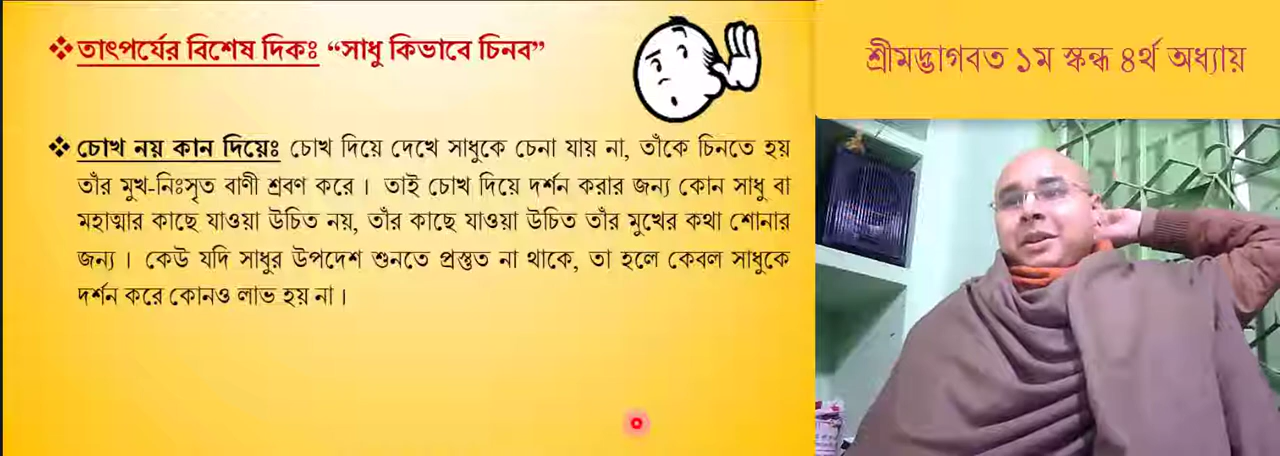 ❖তাৎপর্যের বিশেষ দিকঃ “সাধু কিভাবে চিনব”
❖চোখ নয় কান দিয়েঃ চোখ দিয়ে দেখে সাধুকে চেনা যায় না, তাঁকে চিনতে হয়
তাঁর মুখ-নিঃসৃত বাণী শ্রবণ করে। তাই চোখ দিয়ে দর্শন করার জন্য কোন সাধু বা
মহাত্মার কাছে যাওয়া উচিত নয়, তাঁর কাছে যাওয়া উচিত তাঁর মুখের কথা শোনার
জন্য। কেউ যদি সাধুর উপদেশ শুনতে প্রস্তুত না থাকে, তা হলে কেবল সাধুকে
দর্শন করে কোনও লাভ হয় না।
শ্রীমদ্ভাগবত ১ম স্কন্ধ ৪র্থ অধ্যায়